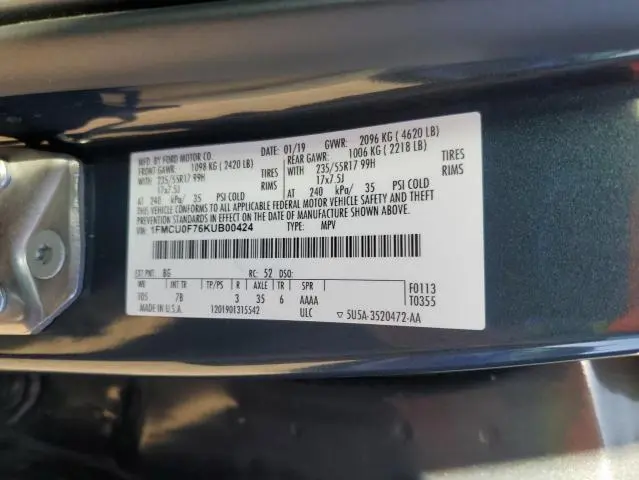 MFD. BY FORD MOTOR CO. DATE: 01/19 GVWR: 2096 KG ( 4620 LB)
FRONT GAWR: 1098 KG ( 2420 LB) REAR GAWR: 1006 KG ( 2218 LB)
WITH 235/55R17 99H TIRES WITH 235/55R17 99H TIRES
17x7.5J RIMS 17x7.5J RIMS
AT 240 kPa/ 35 PSI COLD AT 240 kPa/ 35 PSI COLD
THIS VEHICLE CONFORMS TO ALL APPLICABLE FEDERAL MOTOR VEHICLE SAFETY AND THEFT
PREVENTION STANDARDS IN EFFECT ON THE DATE OF MANUFACTURE SHOWN ABOVE.
VIN: 1FMCU0F76KUB00424 TYPE: MPV
EXT PNT: BG RC: 52 DSO:
WB INT TR TP/PS R AXLE TR SPR F0113
105 7B 3 35 6 AAAA T0355
MADE IN U.S.A. 1201901315542 ULC ▽ 5U5A-3520472-AA